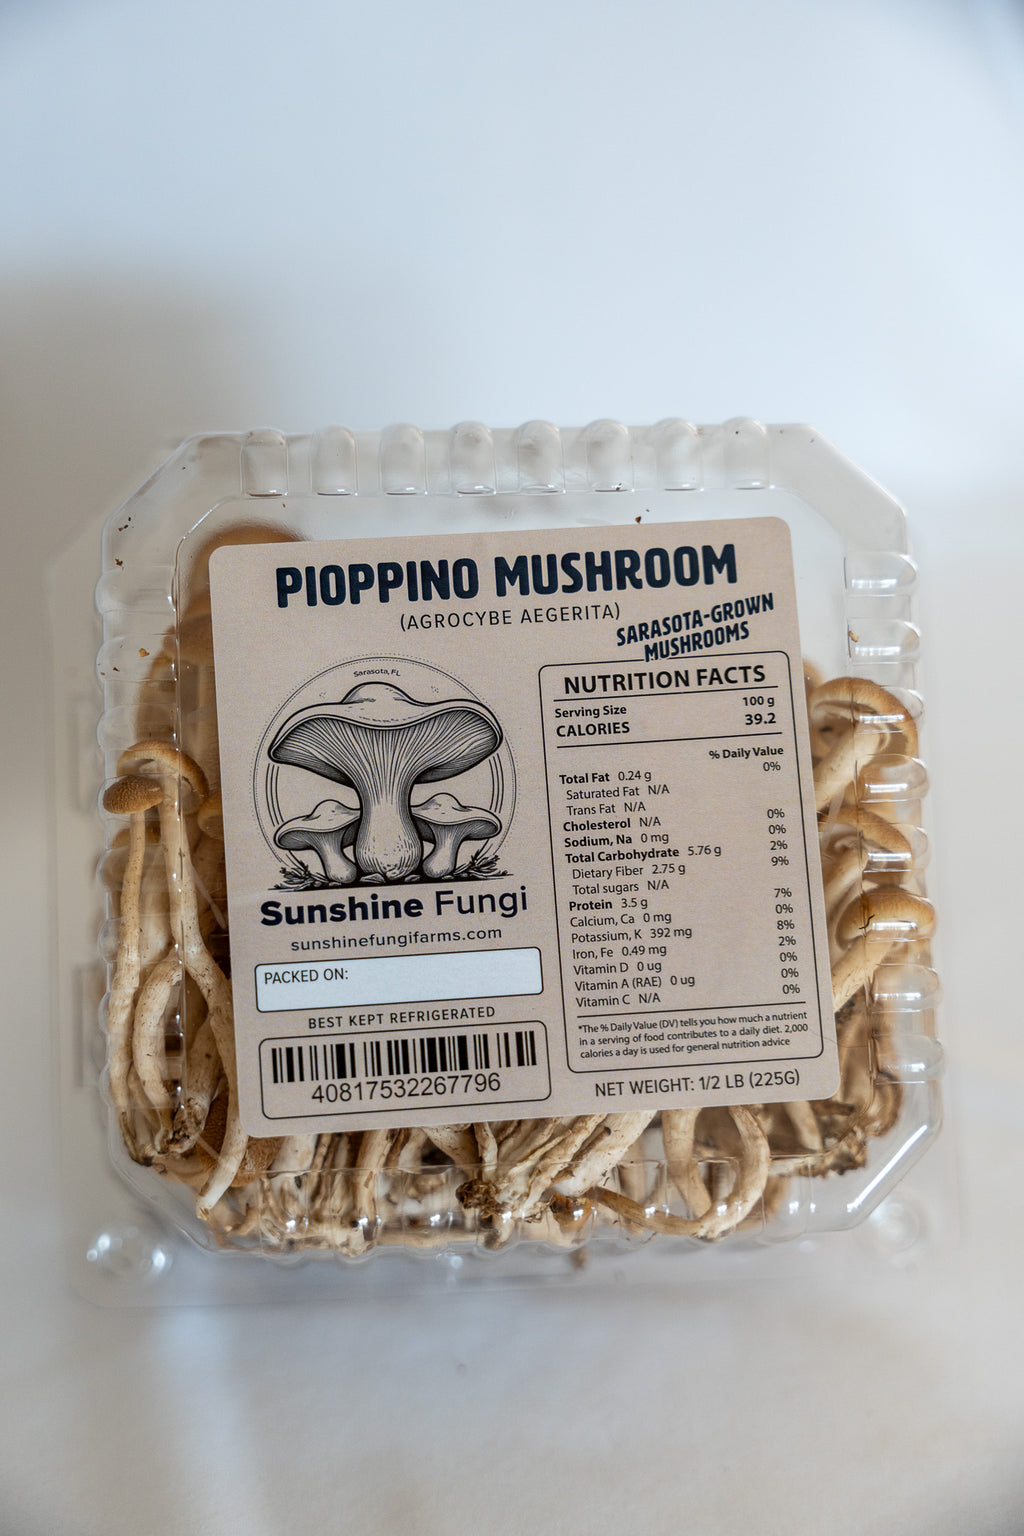 PIOPPINO MUSHROOM
(AGROCYBE AEGERITA)
SARASOTA-GROWN
MUSHROOMS
Sarasota, FL
Sunshine Fungi
sunshinefungifarms.com
PACKED ON:
BEST KEPT REFRIGERATED
40817532267796
NUTRITION FACTS
Serving Size 100 g
CALORIES 39.2
% Daily Value
Total Fat 0.24 g 0%
Saturated Fat N/A
Trans Fat N/A
Cholesterol N/A 0%
Sodium, Na 0 mg 0%
Total Carbohydrate 5.76 g 2%
Dietary Fiber 2.75 g 9%
Total sugars N/A
Protein 3.5 g 7%
Calcium, Ca 0 mg 0%
Potassium, K 392 mg 8%
Iron, Fe 0.49 mg 2%
Vitamin D 0 ug 0%
Vitamin A (RAE) 0 ug 0%
Vitamin C N/A 0%
*The % Daily Value (DV) tells you how much a nutrient
in a serving of food contributes to a daily diet. 2,000
calories a day is used for general nutrition advice
NET WEIGHT: 1/2 LB (225G)